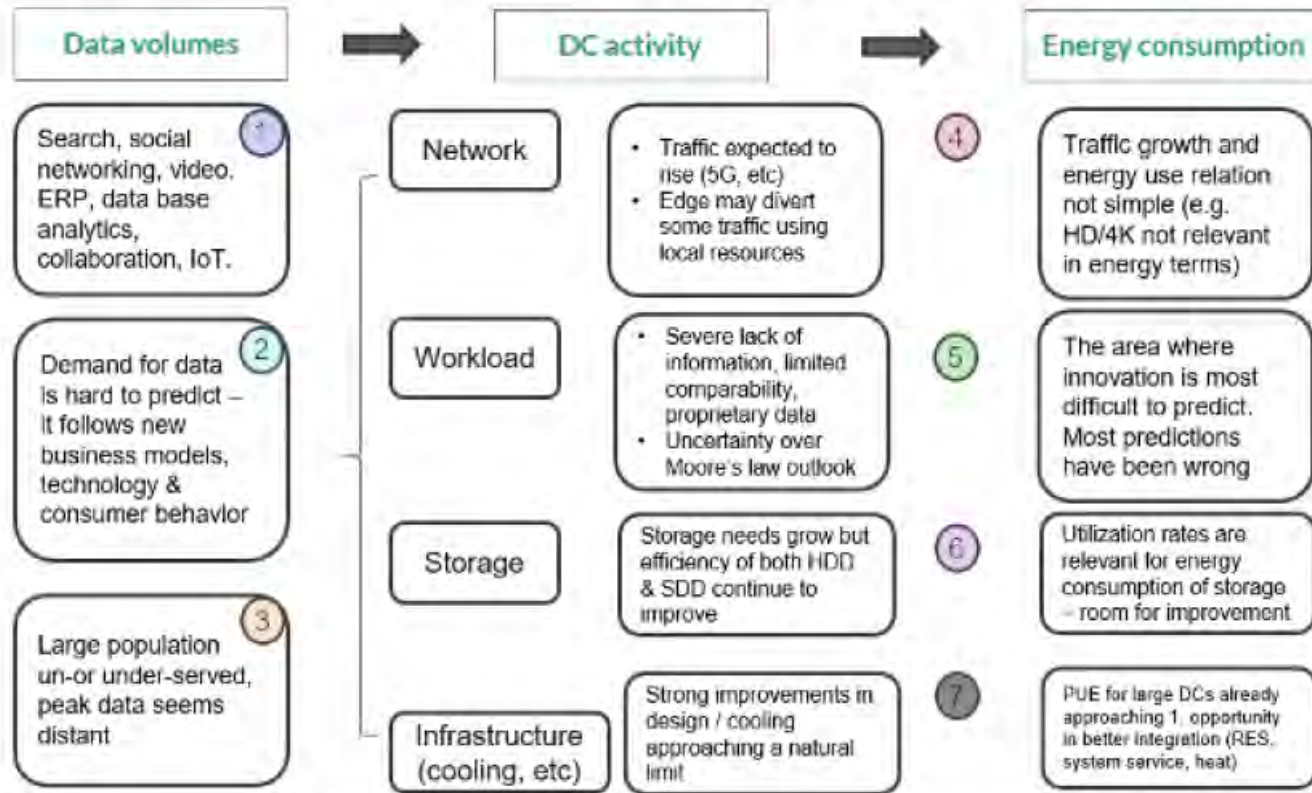 Data volumes
DC activity
Energy consumption
1
Search, social
networking, video.
ERP, data base
analytics,
collaboration, IoT.
2
Demand for data
is hard to predict –
it follows new
business models,
technology &
consumer behavior
3
Large population
un-or under-served,
peak data seems
distant
Network
• Traffic expected to
rise (5G, etc)
• Edge may divert
some traffic using
local resources
4
Traffic growth and
energy use relation
not simple (e.g.
HD/4K not relevant
in energy terms)
Workload
• Severe lack of
information, limited
comparability,
proprietary data
• Uncertainty over
Moore's law outlook
5
The area where
innovation is most
difficult to predict.
Most predictions
have been wrong
Storage
Storage needs grow but
efficiency of both HDD
& SDD continue to
improve
6
Utilization rates are
relevant for energy
consumption of storage
– room for improvement
Infrastructure
(cooling, etc)
Strong improvements in
design / cooling
approaching a natural
limit
7
PUE for large DCs already
approaching 1, opportunity
in better integration (RES,
system service, heat)